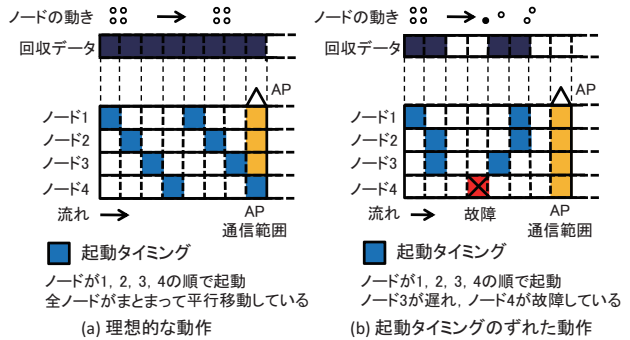 ノードの動き
回収データ
AP
ノード1
ノード2
ノード3
ノード4
流れ
AP
通信範囲
起動タイミング
ノードが1, 2, 3, 4の順で起動
全ノードがまとまって平行移動している
(a) 理想的な動作
ノードの動き
回収データ
AP
ノード1
ノード2
ノード3
ノード4
流れ
故障
AP
通信範囲
起動タイミング
ノードが1, 2, 3, 4の順で起動
ノード3が遅れ, ノード4が故障している
(b) 起動タイミングのずれた動作